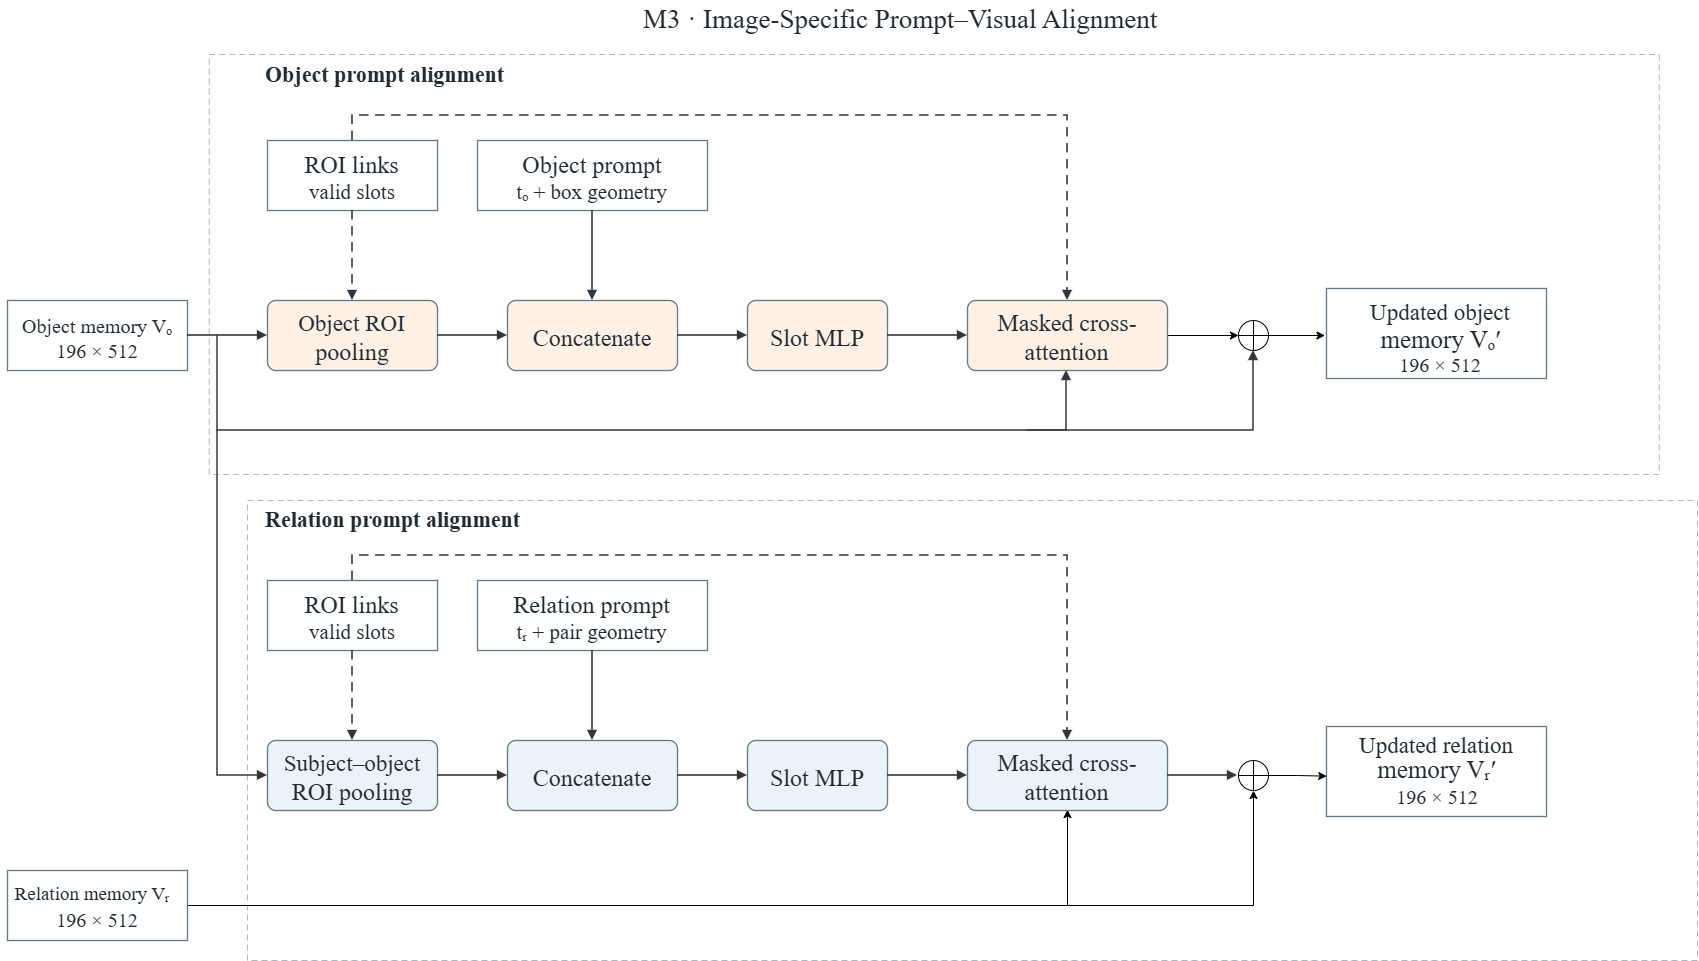 M3 · Image-Specific Prompt–Visual Alignment
Object prompt alignment
ROI links
valid slots
Object prompt
tₒ + box geometry
Object memory Vₒ
196 × 512
Object ROI
pooling
Concatenate
Slot MLP
Masked cross-
attention
Updated object
memory Vₒ′
196 × 512
Relation prompt alignment
ROI links
valid slots
Relation prompt
tᵣ + pair geometry
Subject–object
ROI pooling
Concatenate
Slot MLP
Masked cross-
attention
Updated relation
memory Vᵣ′
196 × 512
Relation memory Vᵣ
196 × 512